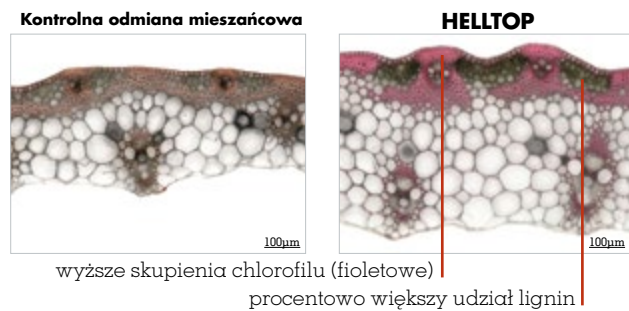 Kontrolna odmiana mieszańcowa
HELLTOP
100µm
100µm
wyższe skupienia chlorofilu (fioletowe)
procentowo większy udział lignin